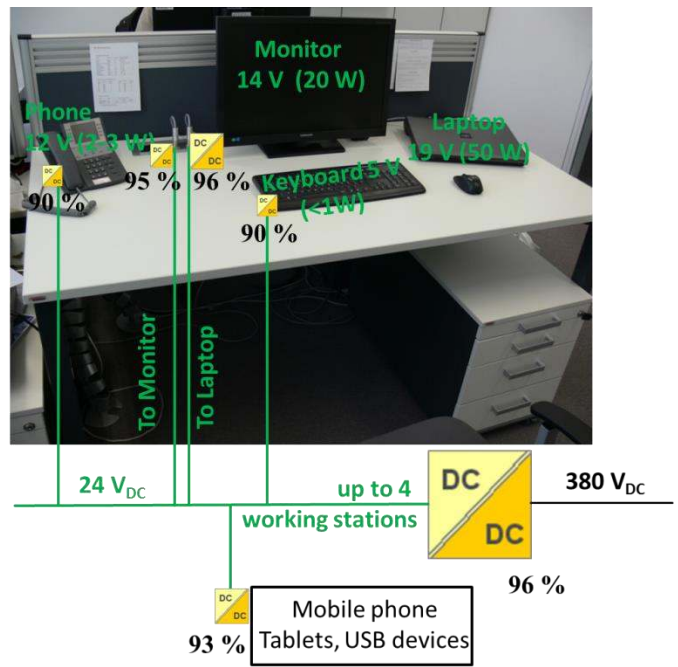 Monitor
14 V (20 W)
Phone
12 V (2-3 W)
Laptop
19 V (50 W)
DC
DC
90 %
DC
DC
95 %
DC
DC
96 %
Keyboard 5 V
(<1W)
DC
DC
90 %
To Monitor
To Laptop
24 VDC
up to 4
working stations
DC
DC
96 %
380 VDC
DC
DC
93 %
Mobile phone
Tablets, USB devices